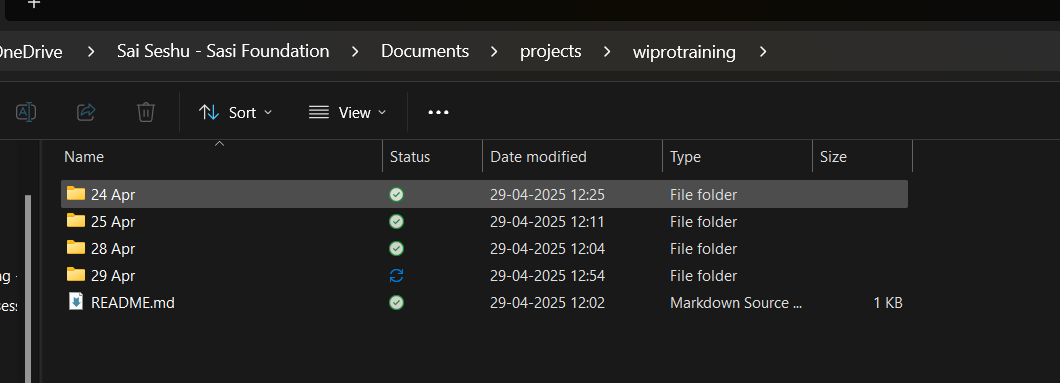 OneDrive > Sai Seshu - Sasi Foundation > Documents > projects > wiprotraining >
Sort View ...
Name Status Date modified Type Size
24 Apr 29-04-2025 12:25 File folder
25 Apr 29-04-2025 12:11 File folder
28 Apr 29-04-2025 12:04 File folder
29 Apr 29-04-2025 12:54 File folder
README.md 29-04-2025 12:02 Markdown Source ... 1 KB